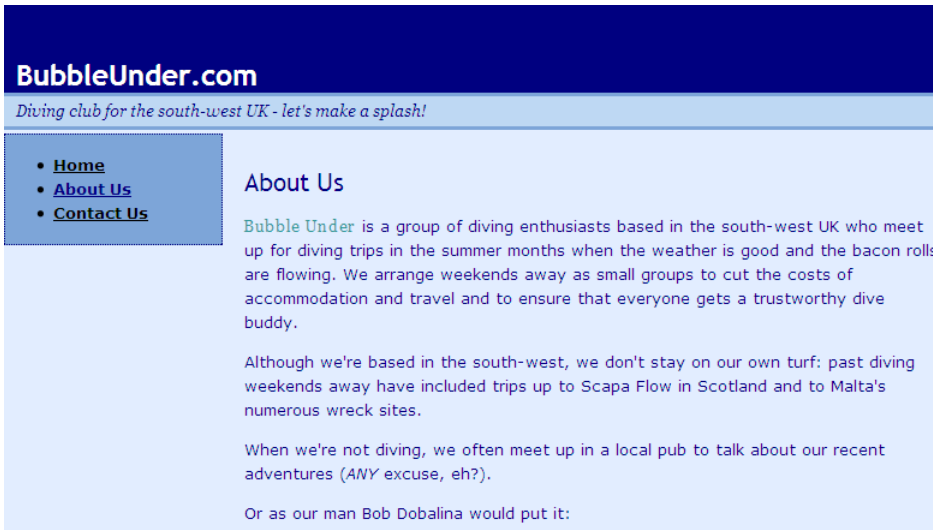 BubbleUnder.com
Diving club for the south-west UK - let's make a splash!
Home
About Us
Contact Us
About Us
Bubble Under is a group of diving enthusiasts based in the south-west UK who meet
up for diving trips in the summer months when the weather is good and the bacon rolls
are flowing. We arrange weekends away as small groups to cut the costs of
accommodation and travel and to ensure that everyone gets a trustworthy dive
buddy.
Although we're based in the south-west, we don't stay on our own turf: past diving
weekends away have included trips up to Scapa Flow in Scotland and to Malta's
numerous wreck sites.
When we're not diving, we often meet up in a local pub to talk about our recent
adventures (ANY excuse, eh?).
Or as our man Bob Dobalina would put it: